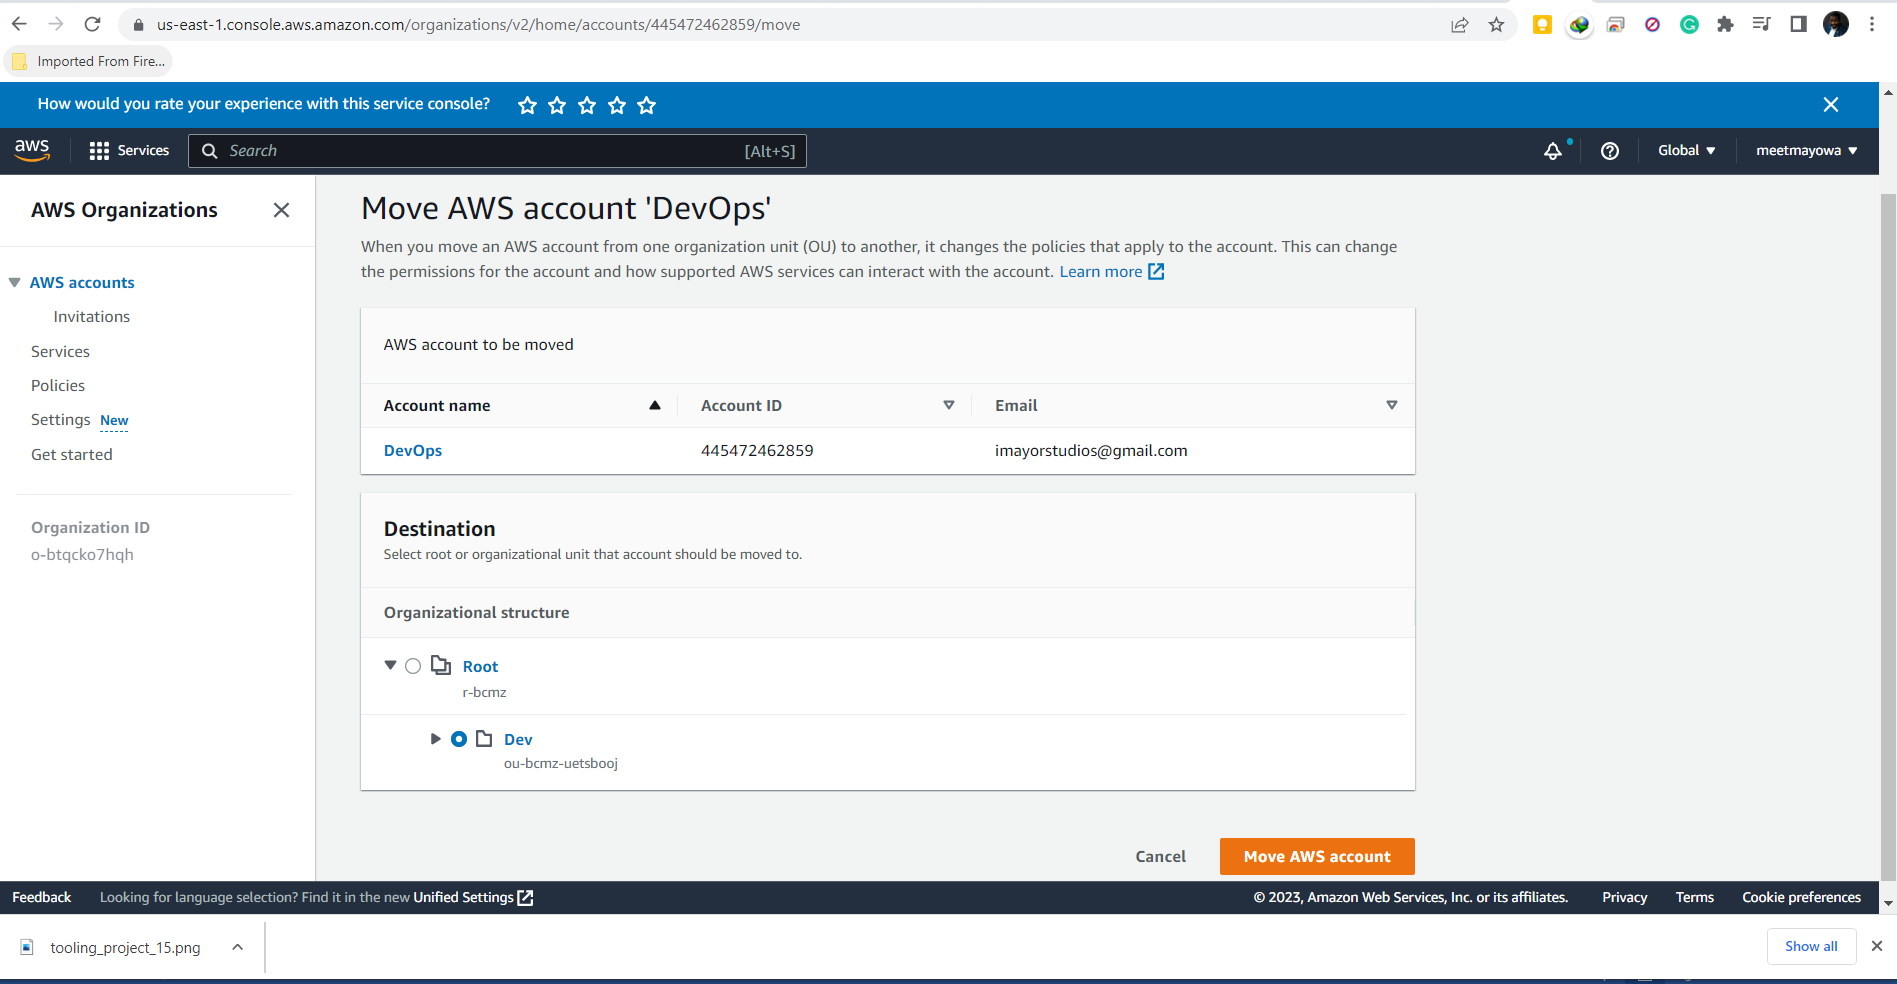 us-east-1.console.aws.amazon.com/organizations/v2/home/accounts/445472462859/move
Imported From Fire...
How would you rate your experience with this service console?
aws
Services
Search
[Alt+S]
Global
meetmayowa
AWS Organizations
AWS accounts
Invitations
Services
Policies
Settings New
Get started
Organization ID
o-btqcko7hqh
Move AWS account 'DevOps'
When you move an AWS account from one organization unit (OU) to another, it changes the policies that apply to the account. This can change
the permissions for the account and how supported AWS services can interact with the account. Learn more
AWS account to be moved
Account name
Account ID
Email
DevOps
445472462859
imayorstudios@gmail.com
Destination
Select root or organizational unit that account should be moved to.
Organizational structure
Root
r-bcmz
Dev
ou-bcmz-uetsbooj
Cancel
Move AWS account
Feedback
Looking for language selection? Find it in the new Unified Settings
© 2023, Amazon Web Services, Inc. or its affiliates.
Privacy
Terms
Cookie preferences
tooling_project_15.png
Show all